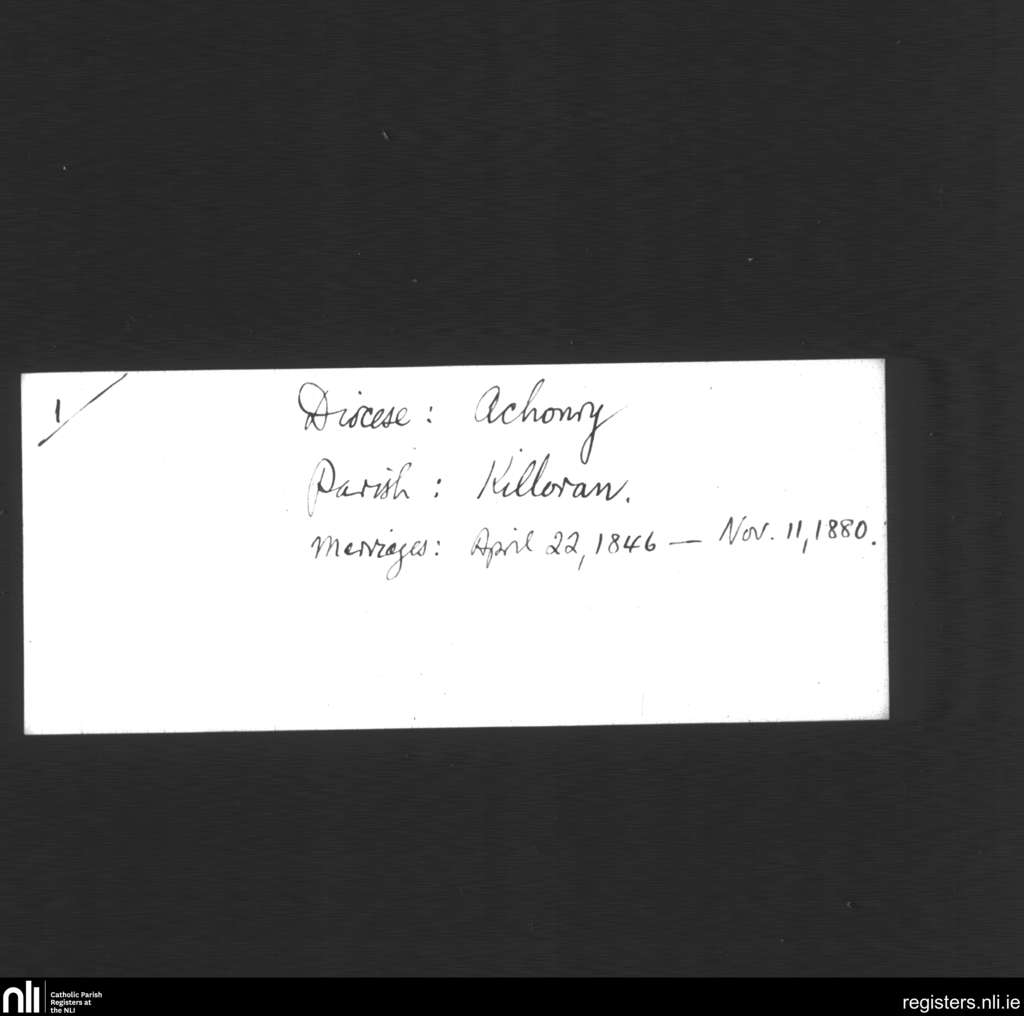 1/
Diocese: Achonry
Parish: Killoran.
Marriages: April 22, 1846 — Nov. 11, 1880.
nli
Catholic Parish
Registers at
the NLI
registers.nli.ie